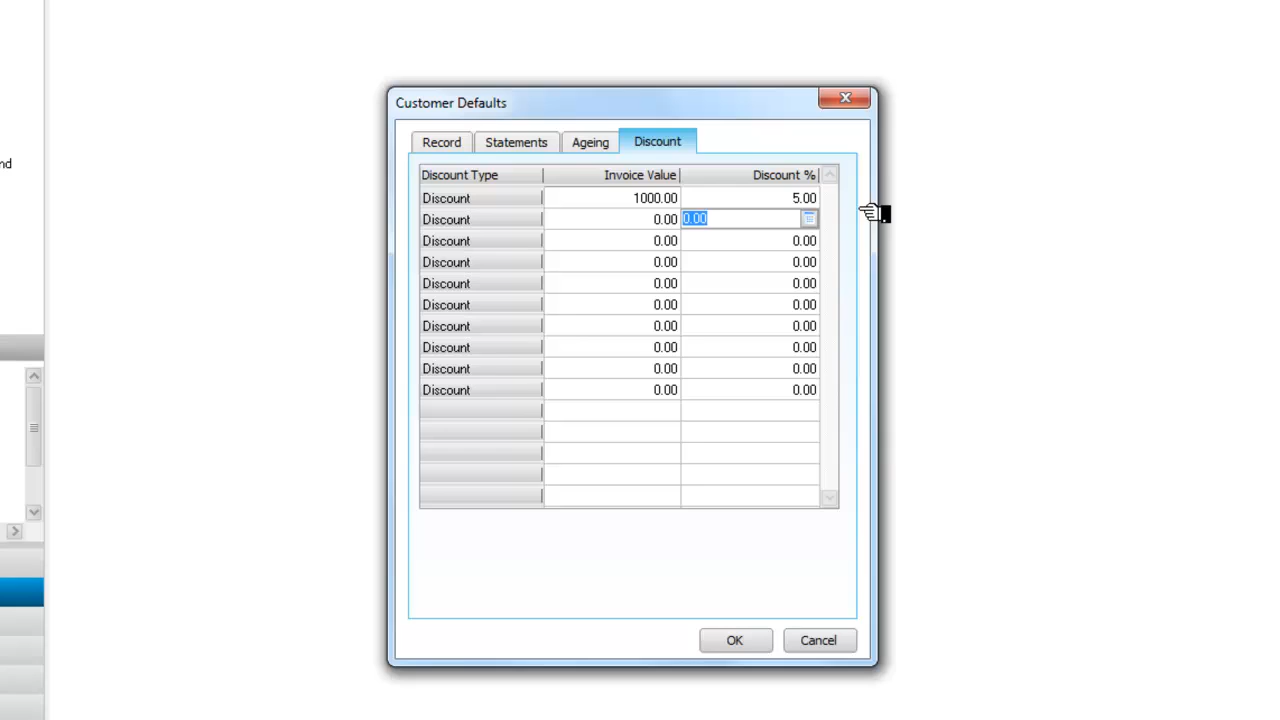 Customer Defaults
nd
Record Statements Ageing Discount
Discount Type Invoice Value Discount %
Discount 1000.00 5.00
Discount 0.00 0.00
Discount 0.00 0.00
Discount 0.00 0.00
Discount 0.00 0.00
Discount 0.00 0.00
Discount 0.00 0.00
Discount 0.00 0.00
Discount 0.00 0.00
Discount 0.00 0.00
OK Cancel